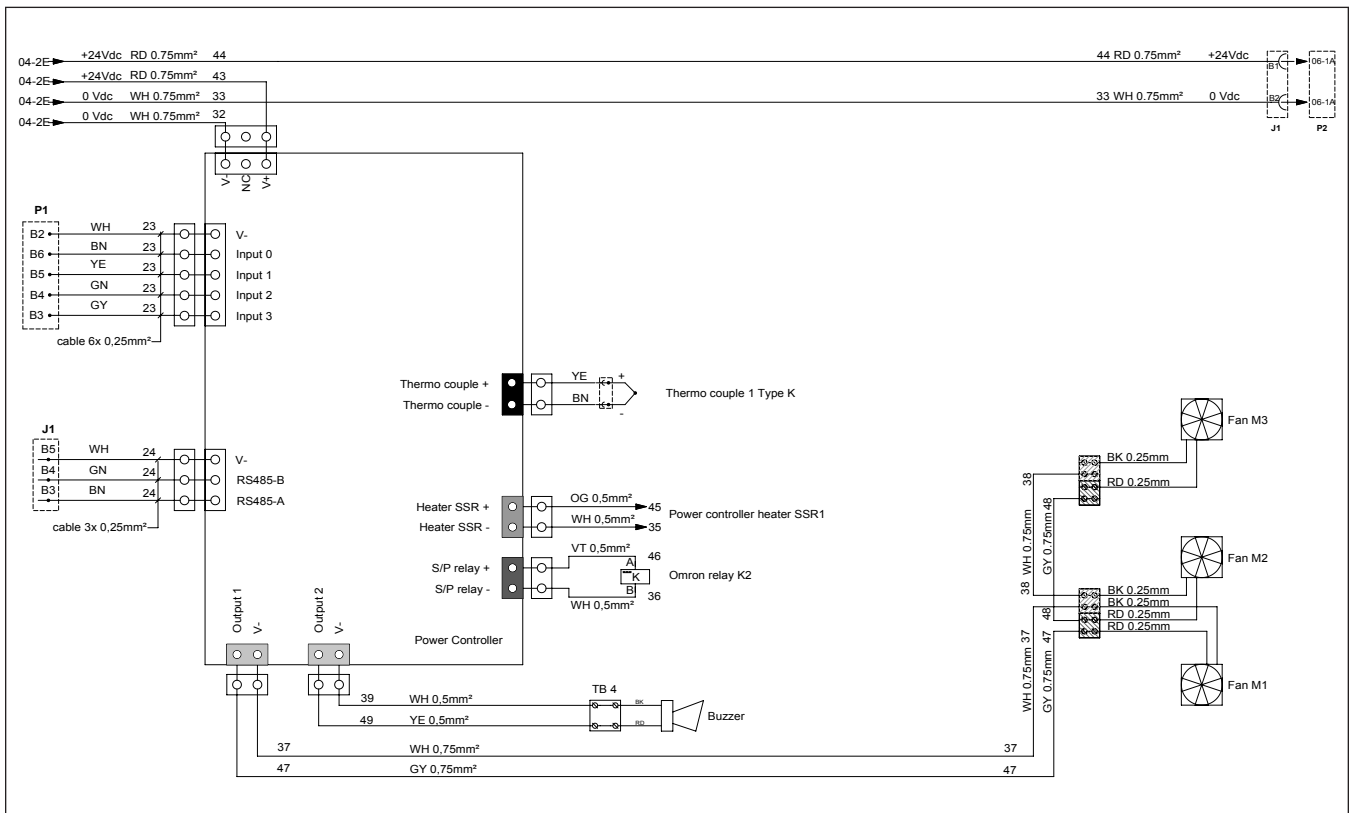 04-2E +24Vdc RD 0.75mm² 44 44 RD 0.75mm² +24Vdc B1 06-1A
04-2E +24Vdc RD 0.75mm² 43
04-2E 0 Vdc WH 0.75mm² 33 33 WH 0.75mm² 0 Vdc B2 06-1A
04-2E 0 Vdc WH 0.75mm² 32
J1 P2
V- NC V+
P1
B2 WH 23 V-
B6 BN 23 Input 0
B5 YE 23 Input 1
B4 GN 23 Input 2
B3 GY 23 Input 3
cable 6x 0,25mm²
Thermo couple + YE +
Thermo couple - BN -
Thermo couple 1 Type K
J1
B5 WH 24 V-
B4 GN 24 RS485-B
B3 BN 24 RS485-A
cable 3x 0,25mm²
Heater SSR + OG 0,5mm² 45
Heater SSR - WH 0,5mm² 35
Power controller heater SSR1
S/P relay + VT 0,5mm² 46
A
K
B
Omron relay K2
S/P relay - WH 0,5mm² 36
Output 1 V- Output 2 V-
Power Controller
Fan M3
BK 0.25mm
RD 0.25mm
38 48
WH 0.75mm²
GY 0.75mm²
38 48
Fan M2
BK 0.25mm
BK 0.25mm
RD 0.25mm
RD 0.25mm
37 47
WH 0.75mm²
GY 0.75mm²
Fan M1
TB 4
39 WH 0,5mm² BK
49 YE 0,5mm² RD
Buzzer
37 WH 0,75mm² 37
47 GY 0,75mm² 47